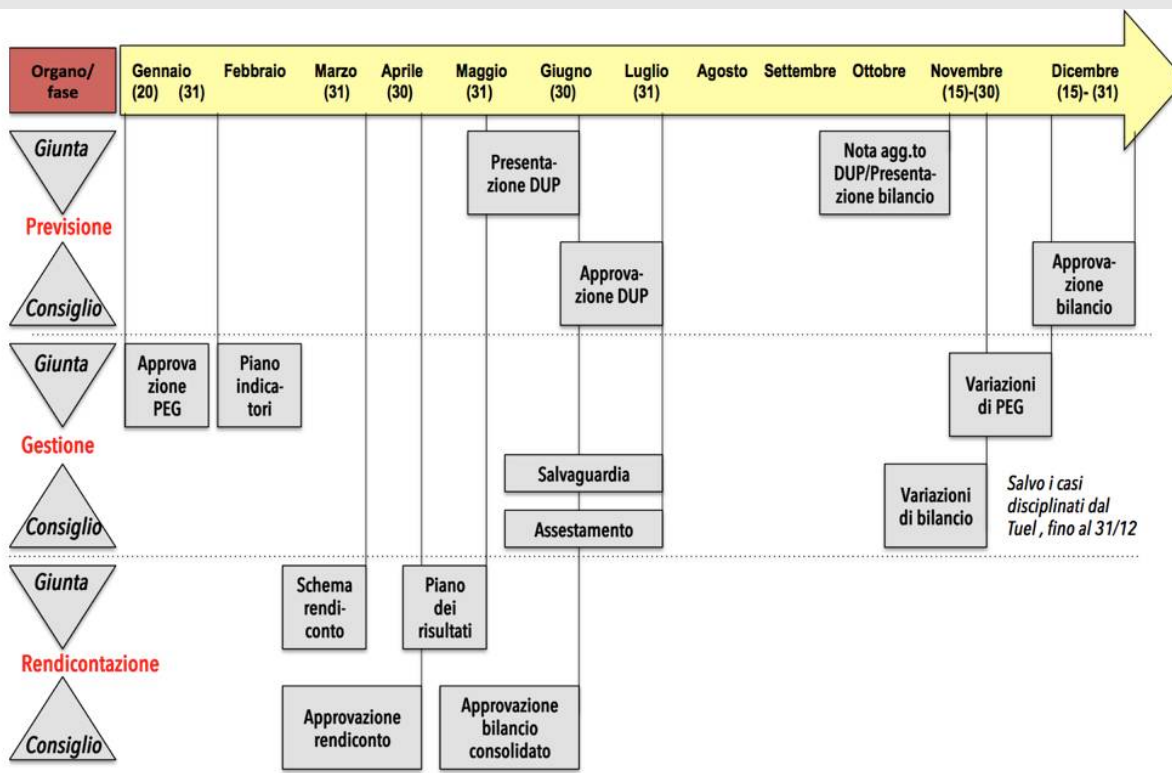 Organo/
fase
Gennaio
(20) (31)
Febbraio
Marzo
(31)
Aprile
(30)
Maggio
(31)
Giugno
(30)
Luglio
(31)
Agosto
Settembre
Ottobre
Novembre
(15)-(30)
Dicembre
(15)- (31)
Giunta
Previsione
Consiglio
Presenta-
zione DUP
Nota agg.to
DUP/Presenta-
zione bilancio
Approva-
zione DUP
Approva-
zione
bilancio
Giunta
Gestione
Consiglio
Approva
zione
PEG
Piano
indica-
tori
Variazioni
di PEG
Salvaguardia
Assestamento
Variazioni
di bilancio
Salvo i casi
disciplinati dal
Tuel , fino al 31/12
Giunta
Rendicontazione
Consiglio
Schema
rendi-
conto
Piano
dei
risultati
Approvazione
rendiconto
Approvazione
bilancio
consolidato